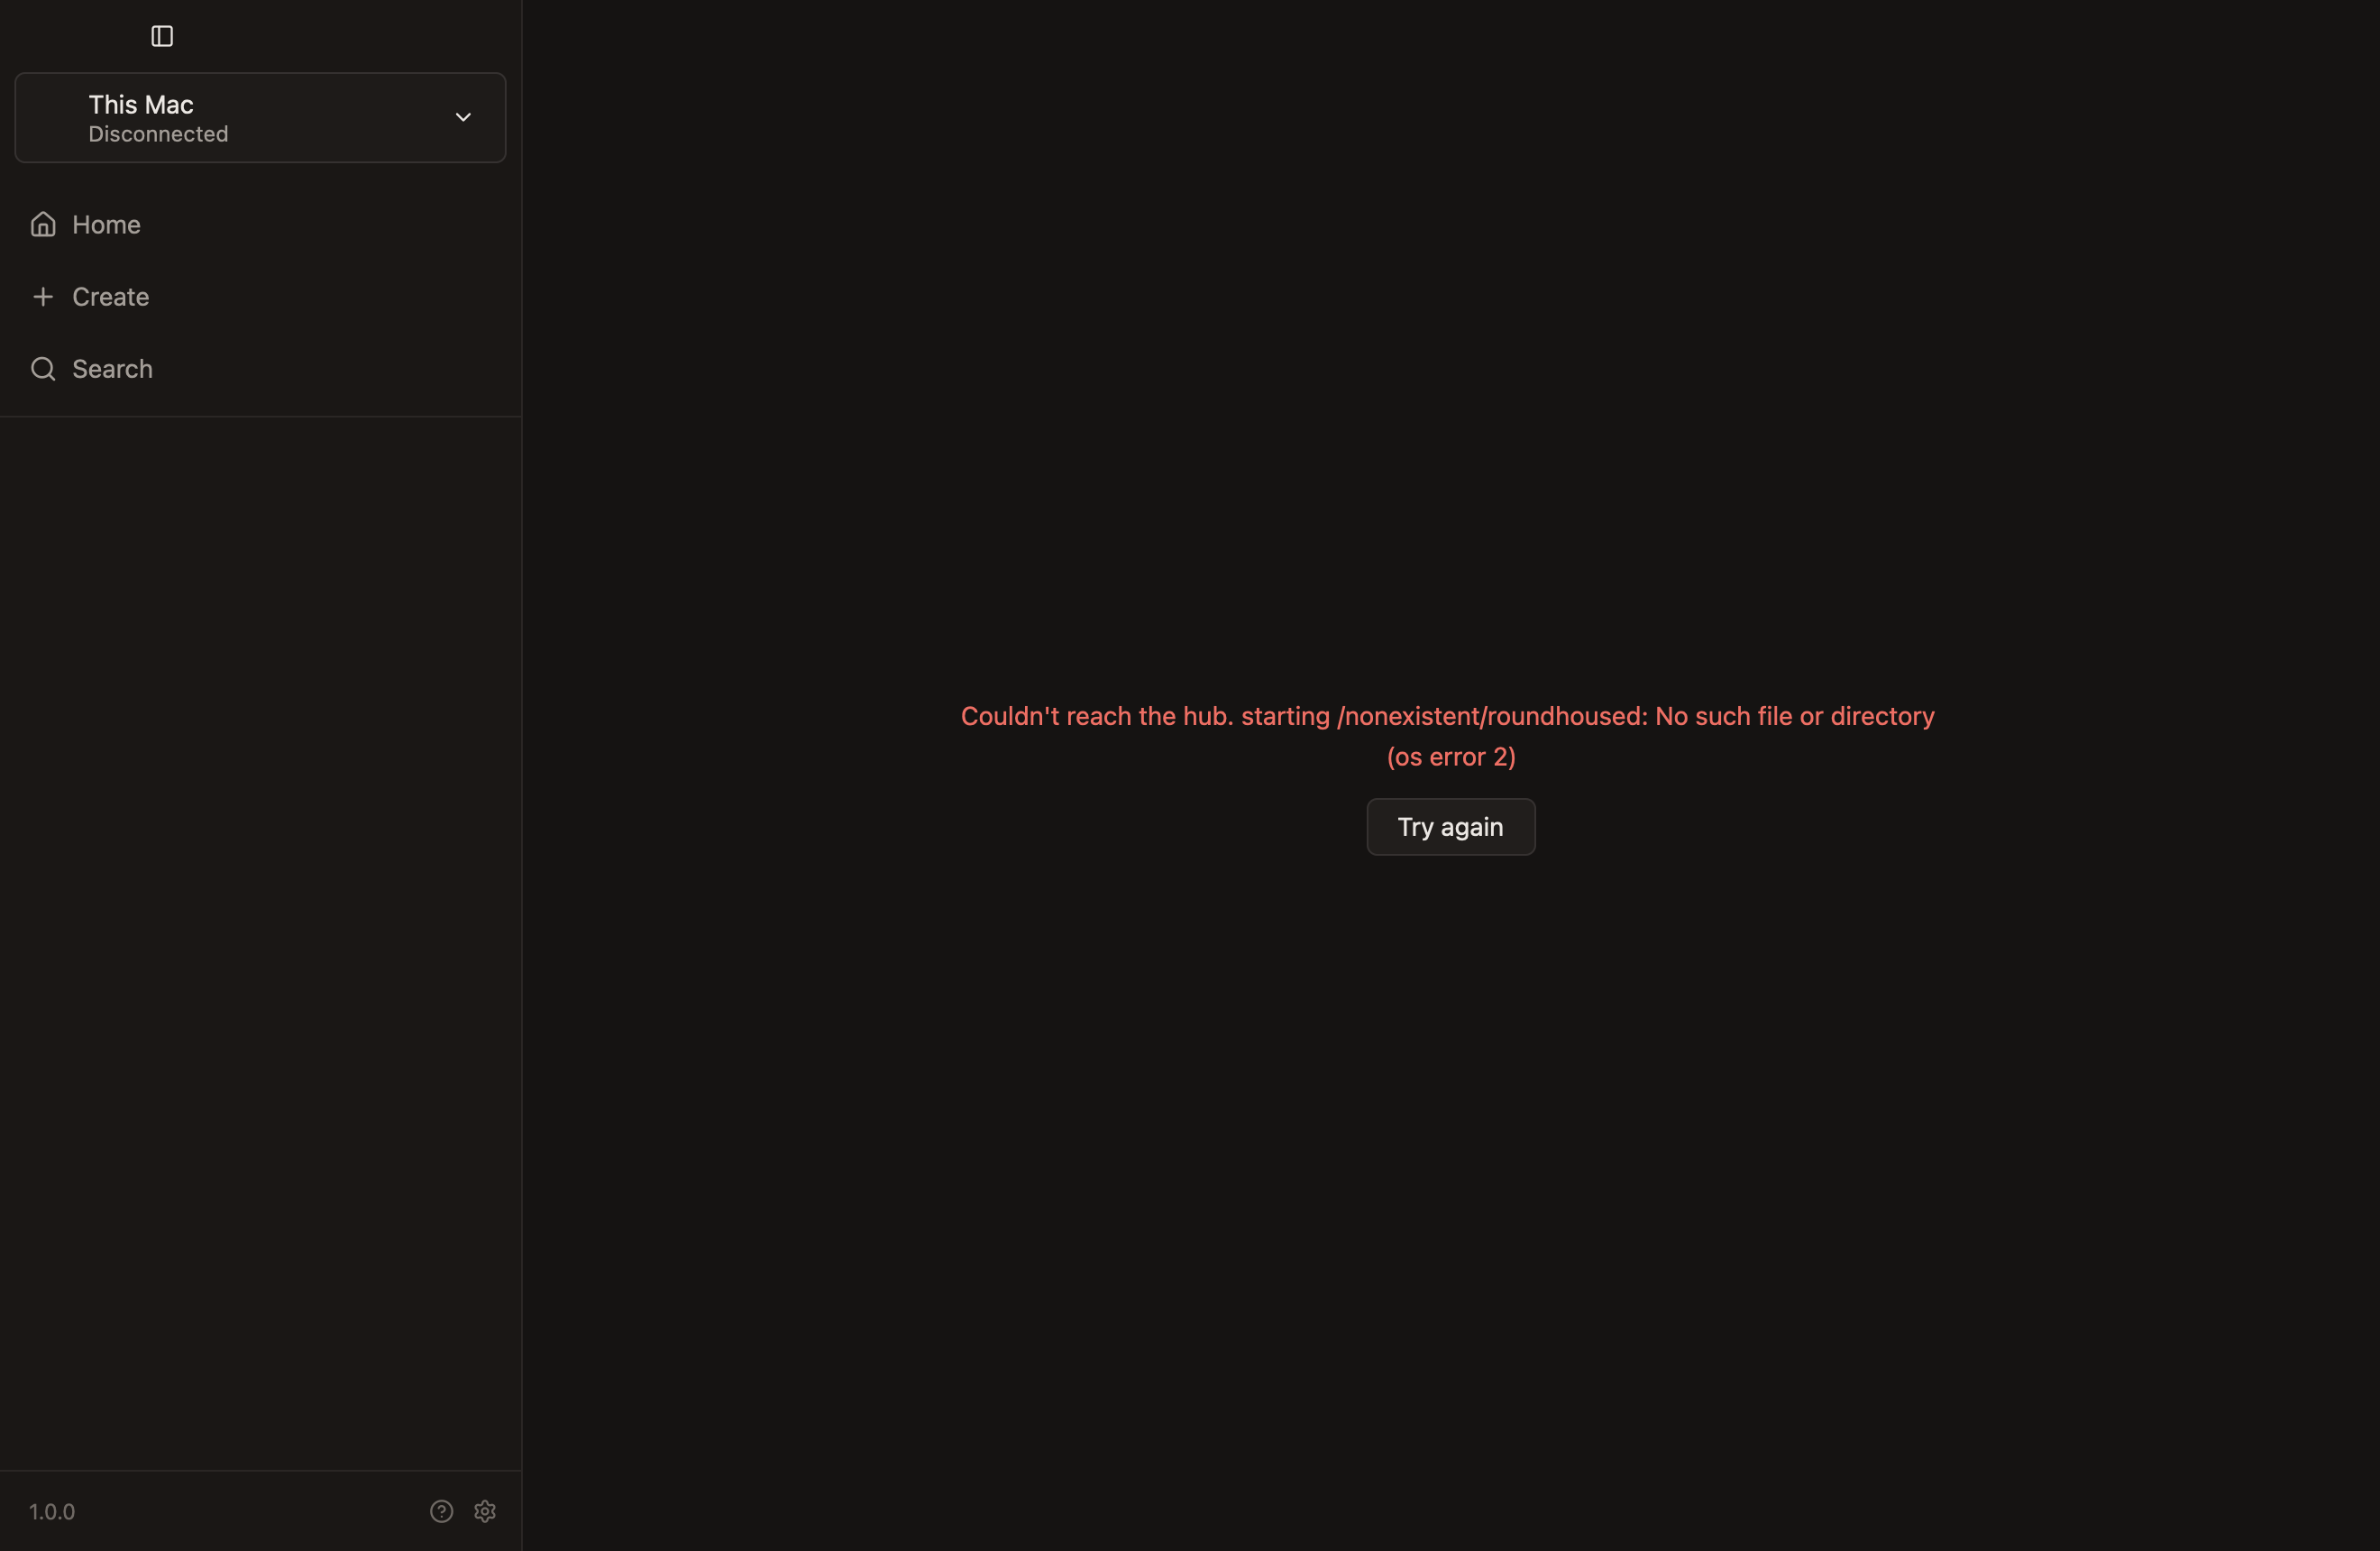 This Mac
Disconnected
Home
Create
Search
Couldn't reach the hub. starting /nonexistent/roundhoused: No such file or directory
(os error 2)
Try again
1.0.0